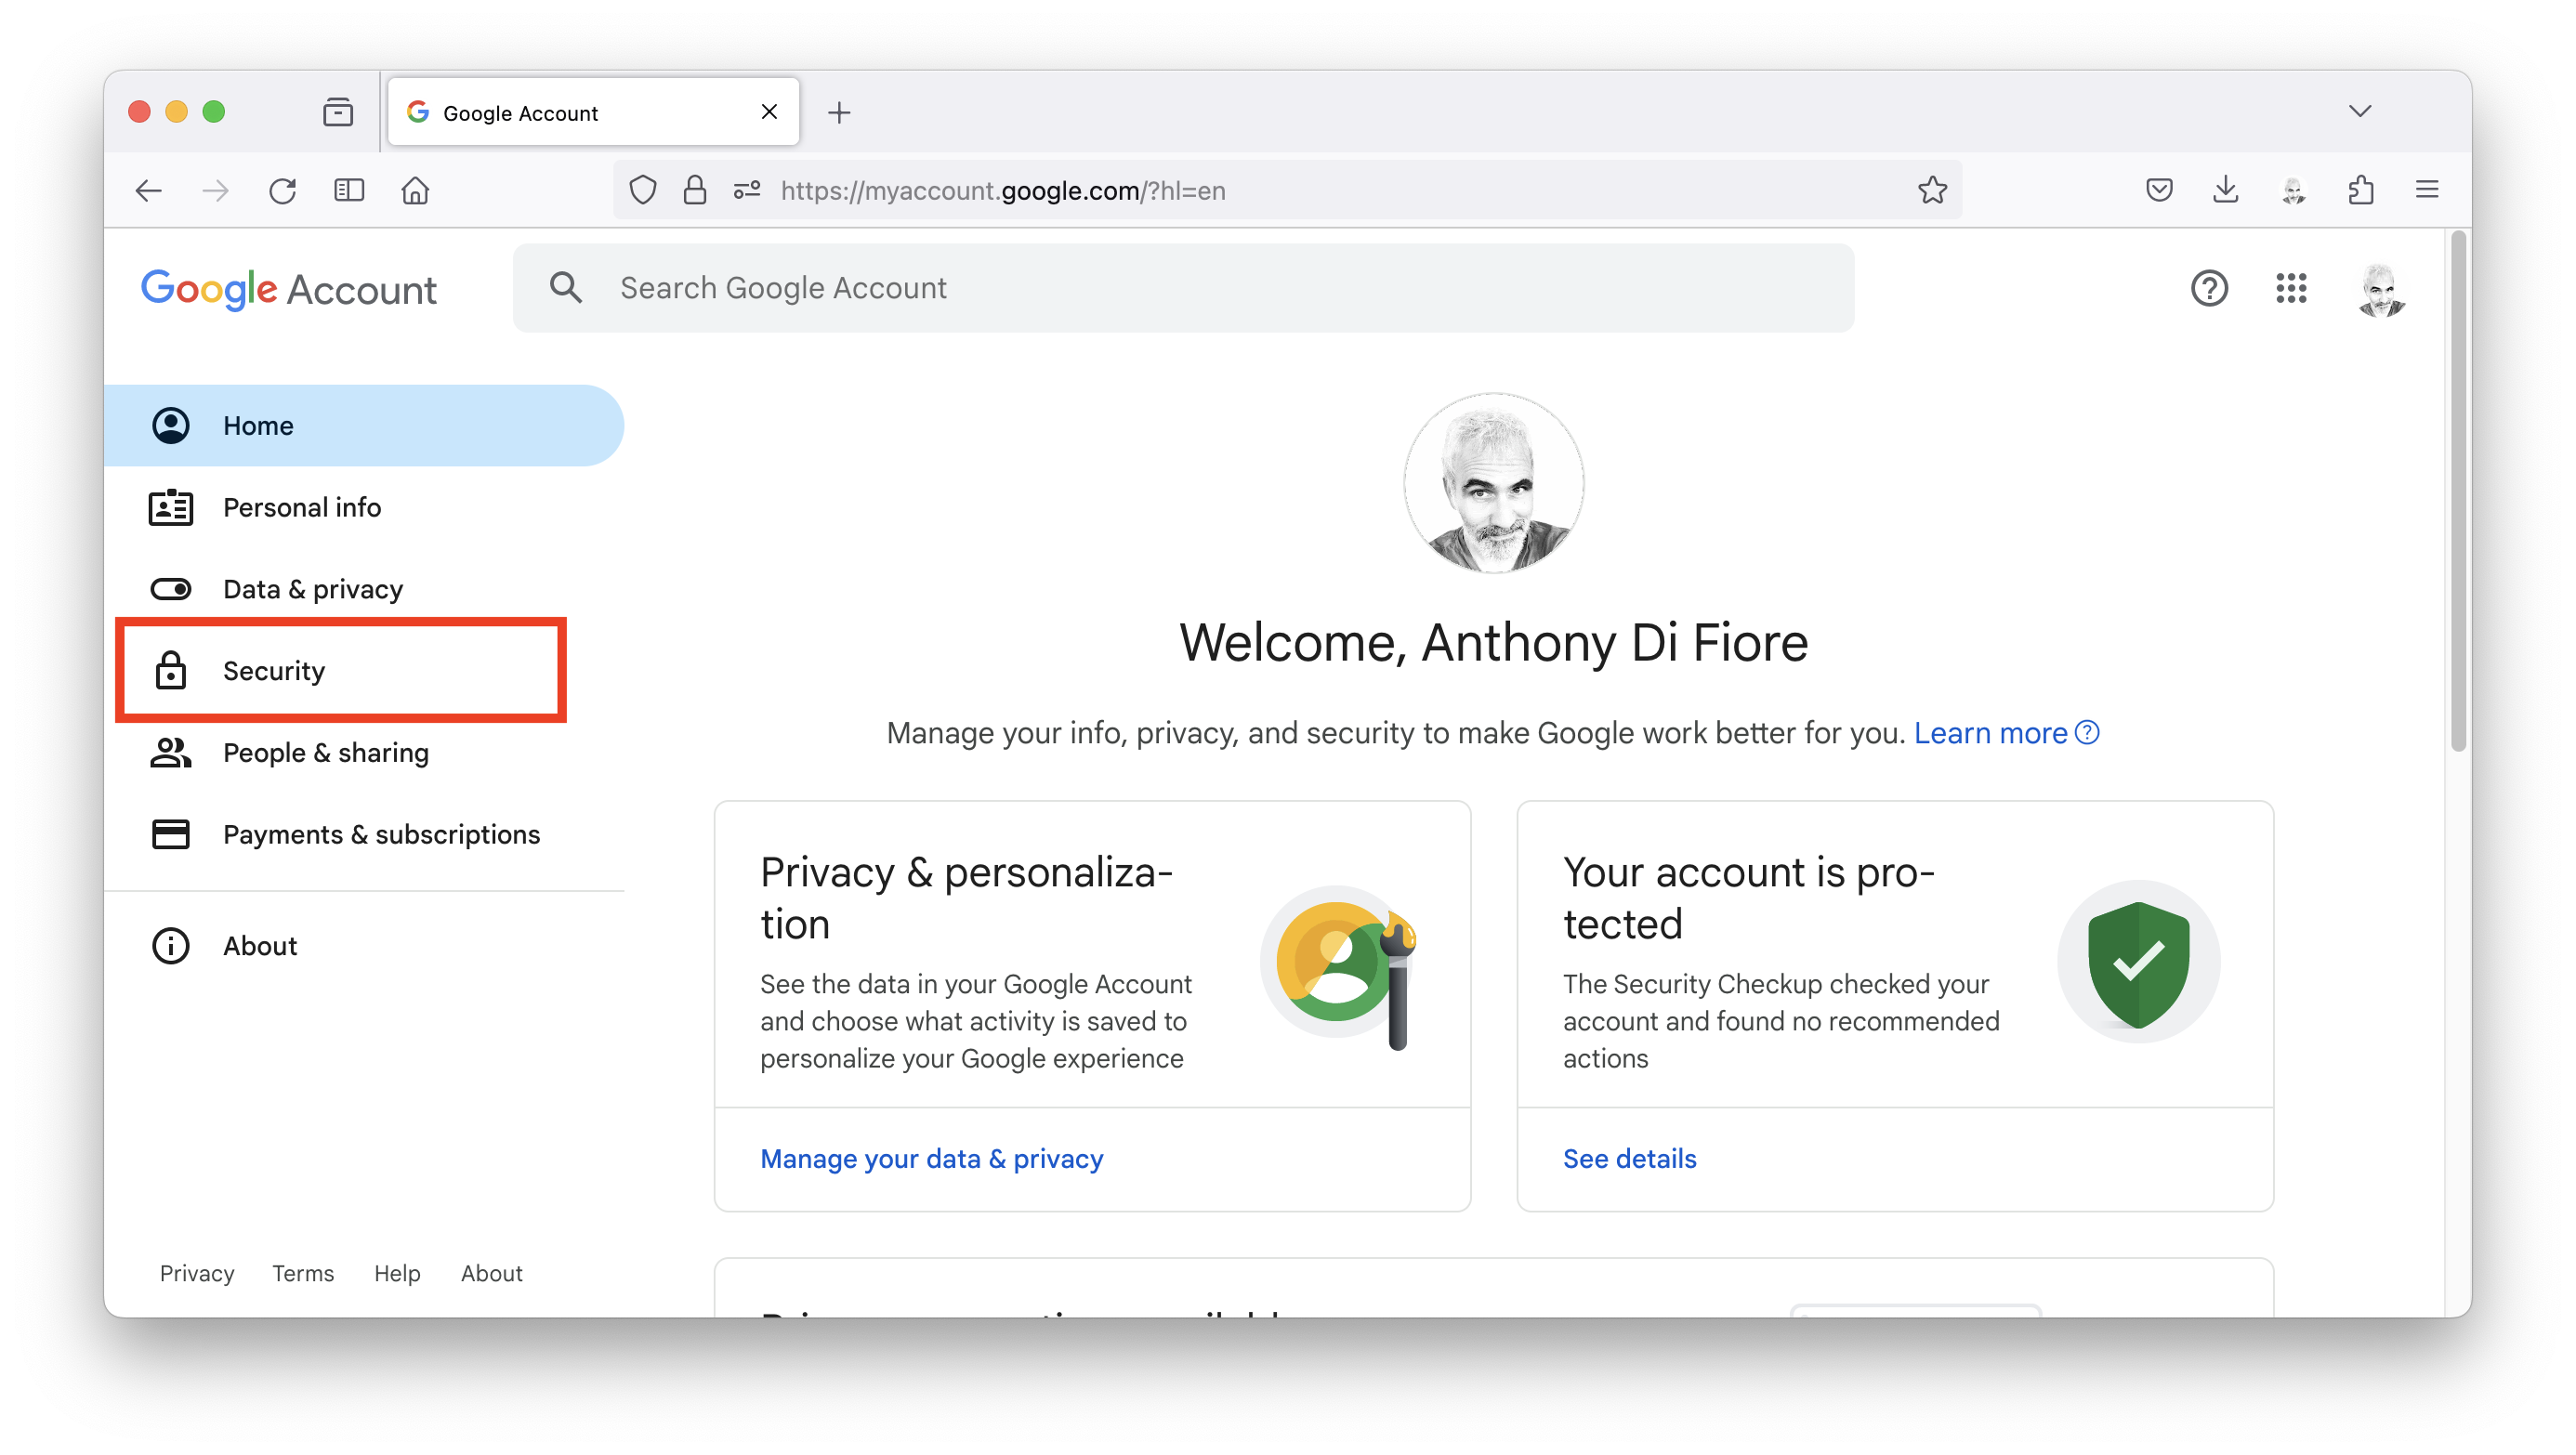 Google Account
https://myaccount.google.com/?hl=en
Google Account
Search Google Account
Home
Personal info
Data & privacy
Security
People & sharing
Payments & subscriptions
About
Privacy Terms Help About
Welcome, Anthony Di Fiore
Manage your info, privacy, and security to make Google work better for you. Learn more
Privacy & personaliza-
tion
See the data in your Google Account
and choose what activity is saved to
personalize your Google experience
Manage your data & privacy
Your account is pro-
tected
The Security Checkup checked your
account and found no recommended
actions
See details